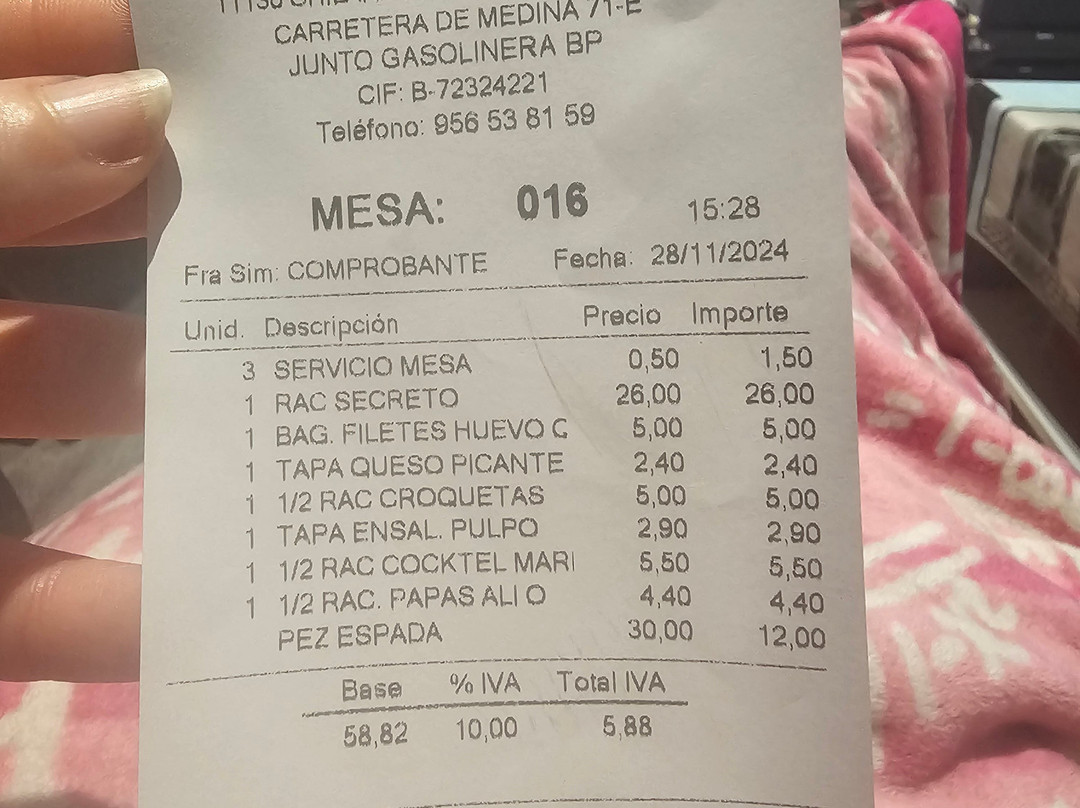 11130
CARRETERA DE MEDINA 71-E
JUNTO GASOLINERA BP
CIF: B-72324221
Teléfono: 956 53 81 59
MESA: 016 15:28
Fra Sim: COMPROBANTE Fecha: 28/11/2024
Unid. Descripción Precio Importe
3 SERVICIO MESA 0,50 1,50
1 RAC SECRETO 26,00 26,00
1 BAG. FILETES HUEVO C 5,00 5,00
1 TAPA QUESO PICANTE 2,40 2,40
1 1/2 RAC CROQUETAS 5,00 5,00
1 TAPA ENSAL. PULPO 2,90 2,90
1 1/2 RAC COCKTEL MARI 5,50 5,50
1 1/2 RAC. PAPAS ALI O 4,40 4,40
PEZ ESPADA 30,00 12,00
Base % IVA Total IVA
58,82 10,00 5,88